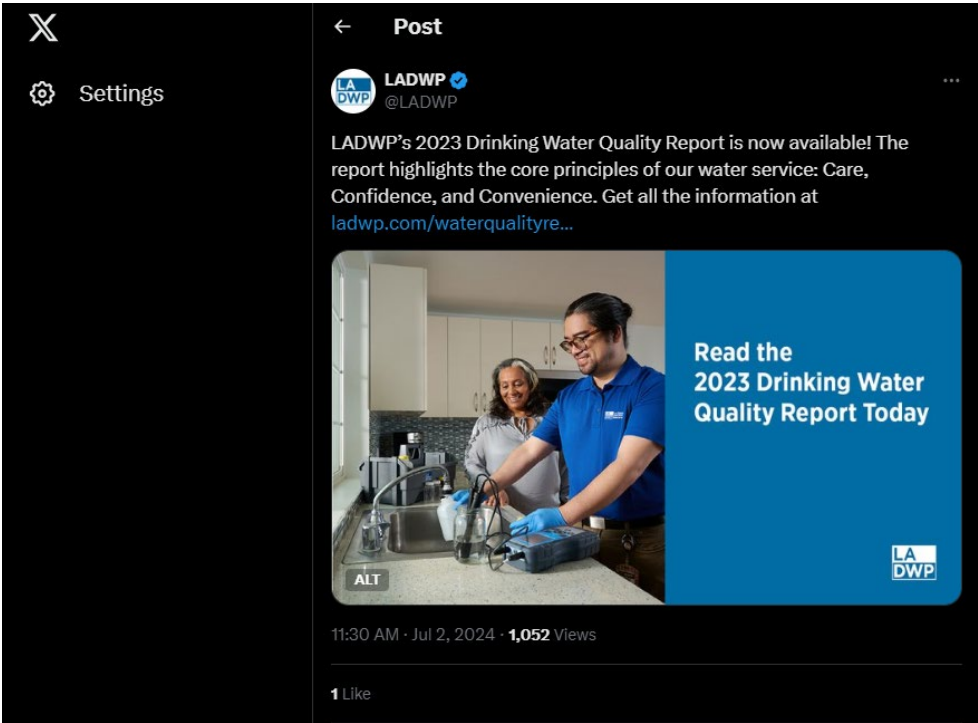 Post
Settings
LADWP
@LADWP
LADWP’s 2023 Drinking Water Quality Report is now available! The
report highlights the core principles of our water service: Care,
Confidence, and Convenience. Get all the information at
ladwp.com/waterqualityre...
Read the
2023 Drinking Water
Quality Report Today
LA
DWP
ALT
11:30 AM · Jul 2, 2024 · 1,052 Views
1 Like